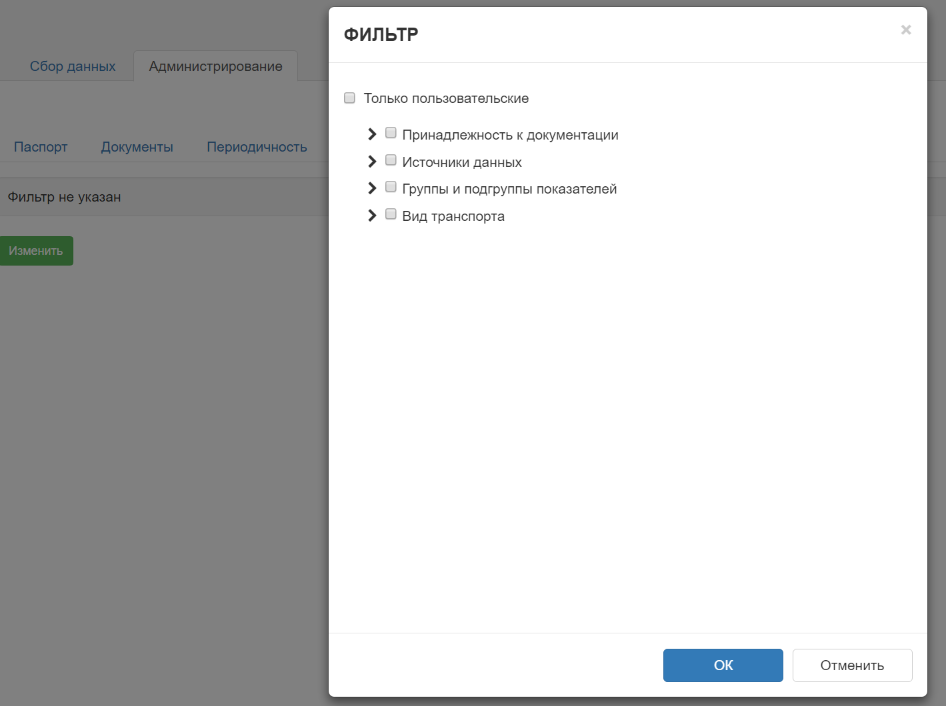 Сбор данных
Администрирование
Паспорт
Документы
Периодичность
Фильтр не указан
Изменить
ФИЛЬТР
×
Только пользовательские
Принадлежность к документации
Источники данных
Группы и подгруппы показателей
Вид транспорта
ОК
Отменить